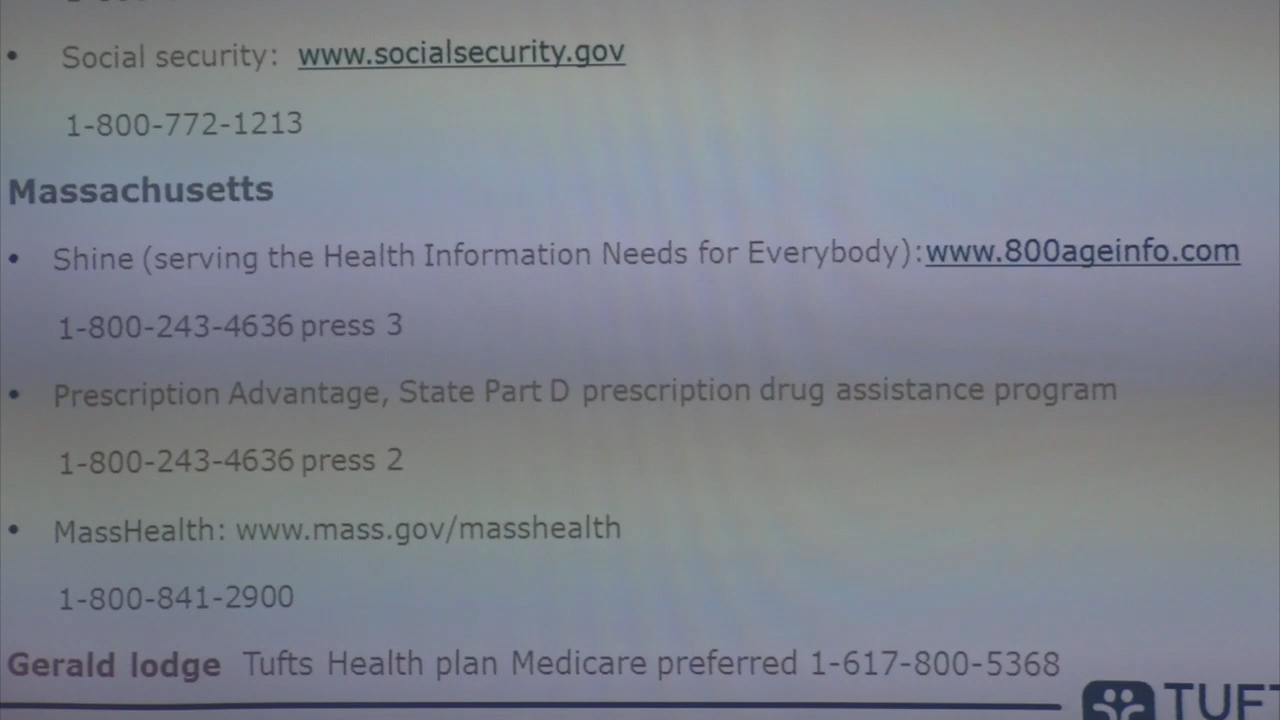 • Social security: www.socialsecurity.gov
1-800-772-1213
Massachusetts
• Shine (serving the Health Information Needs for Everybody):www.800ageinfo.com
1-800-243-4636 press 3
• Prescription Advantage, State Part D prescription drug assistance program
1-800-243-4636 press 2
• MassHealth: www.mass.gov/masshealth
1-800-841-2900
Gerald lodge Tufts Health plan Medicare preferred 1-617-800-5368